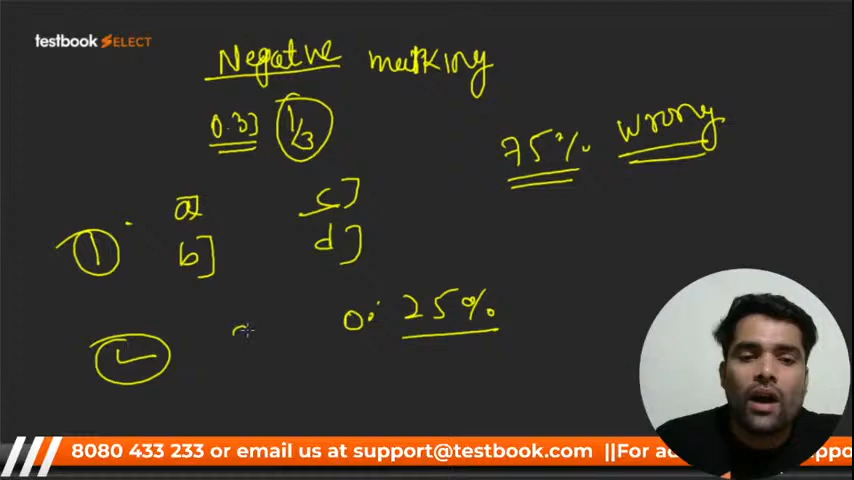 testbook SELECT
Negative marking
0.33 1/3
75% wrong
a] c]
1
b] d]
0: 25%
8080 433 233 or email us at support@testbook.com ||For ad